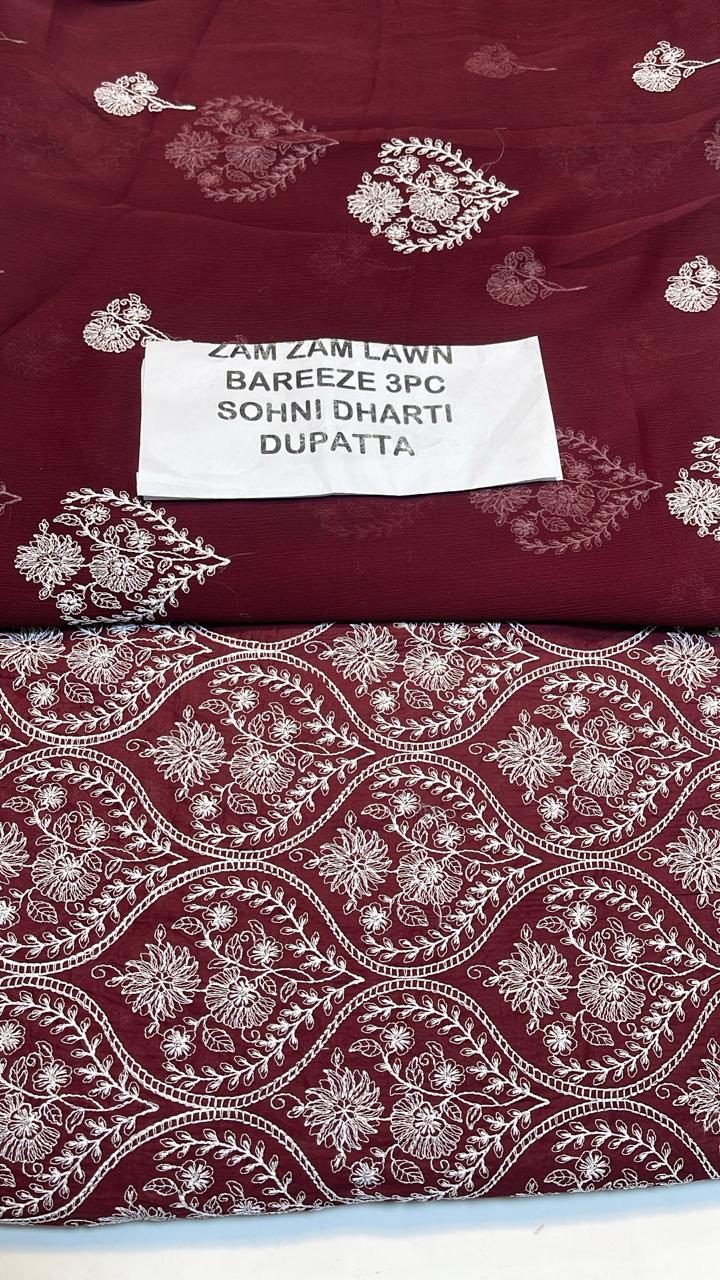 ZAM ZAM LAWN
BAREEZE 3PC
SOHNI DHARTI
DUPATTA